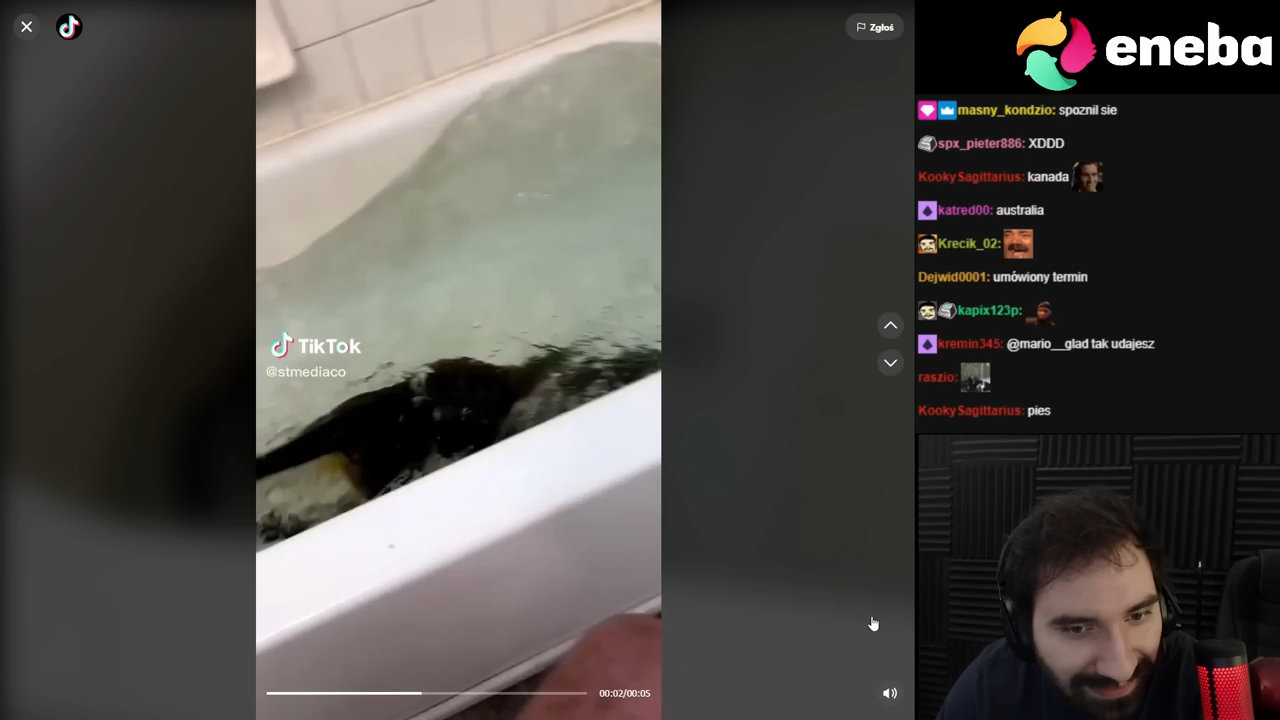 Zgłoś
TikTok
@stmediaco
00:02/00:05
eneba
masny_kondzio: spoznil sie
spx_pieter886: XDDD
KookySagittarius: kanada
katred00: australia
Krecik_02:
Dejwid0001: umówiony termin
kapix123p:
kremin345: @mario__glad tak udajesz
raszio:
KookySagittarius: pies